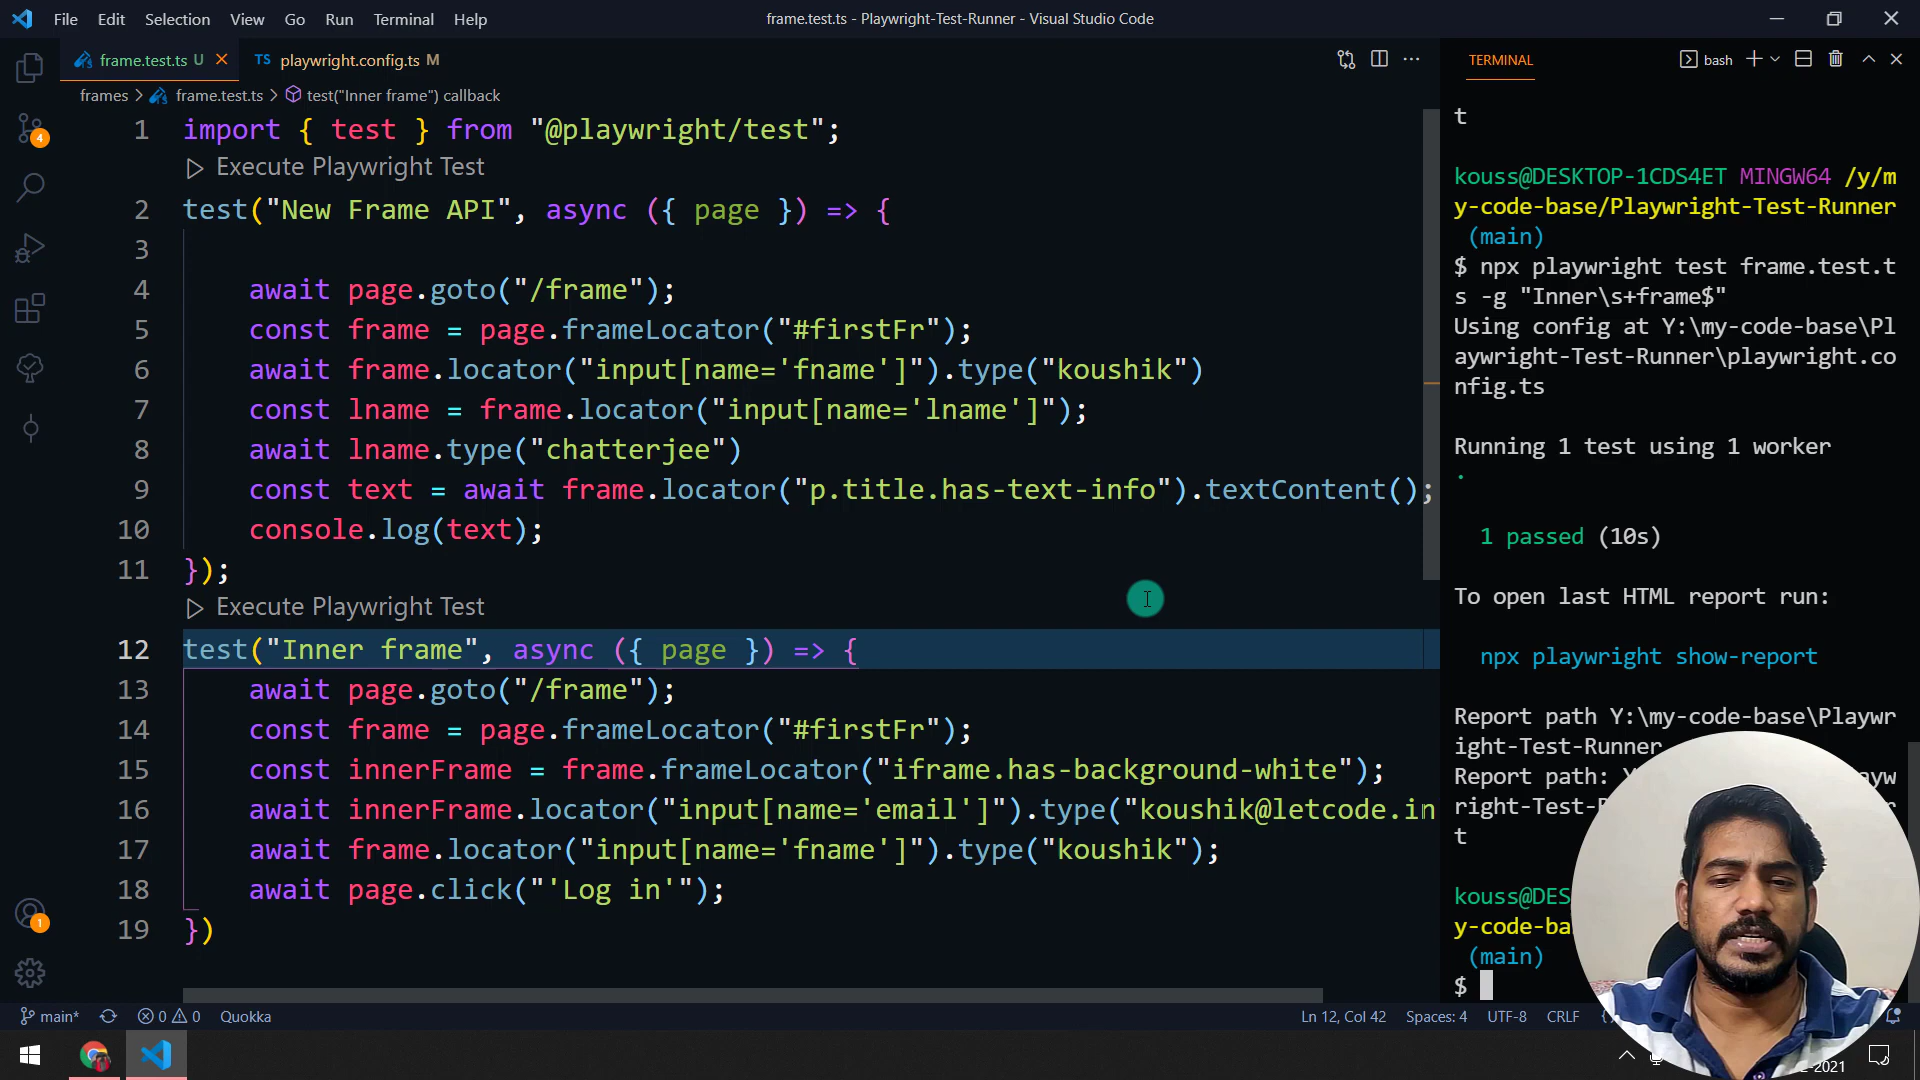 File Edit Selection View Go Run Terminal Help
frame.test.ts - Playwright-Test-Runner - Visual Studio Code
frame.test.ts U
TS playwright.config.ts M
frames > frame.test.ts > test("Inner frame") callback
1 import { test } from "@playwright/test";
Execute Playwright Test
2 test("New Frame API", async ({ page }) => {
3
4 await page.goto("/frame");
5 const frame = page.frameLocator("#firstFr");
6 await frame.locator("input[name='fname']").type("koushik")
7 const lname = frame.locator("input[name='lname']");
8 await lname.type("chatterjee")
9 const text = await frame.locator("p.title.has-text-info").textContent();
10 console.log(text);
11 });
Execute Playwright Test
12 test("Inner frame", async ({ page }) => {
13 await page.goto("/frame");
14 const frame = page.frameLocator("#firstFr");
15 const innerFrame = frame.frameLocator("iframe.has-background-white");
16 await innerFrame.locator("input[name='email']").type("koushik@letcode.in
17 await frame.locator("input[name='fname']").type("koushik");
18 await page.click("'Log in'");
19 })
4
1
TERMINAL
bash
t
kouss@DESKTOP-1CDS4ET MINGW64 /y/m
y-code-base/Playwright-Test-Runner
(main)
$ npx playwright test frame.test.t
s -g "Inner\s+frame$"
Using config at Y:\my-code-base\Pl
aywright-Test-Runner\playwright.co
nfig.ts
Running 1 test using 1 worker
·
1 passed (10s)
To open last HTML report run:
npx playwright show-report
Report path Y:\my-code-base\Playwr
ight-Test-Runner
Report path:
right-Test-
t
kouss@DES
y-code-ba
(main)
$
main* 0 0 Quokka
Ln 12, Col 42 Spaces: 4 UTF-8 CRLF
-2021